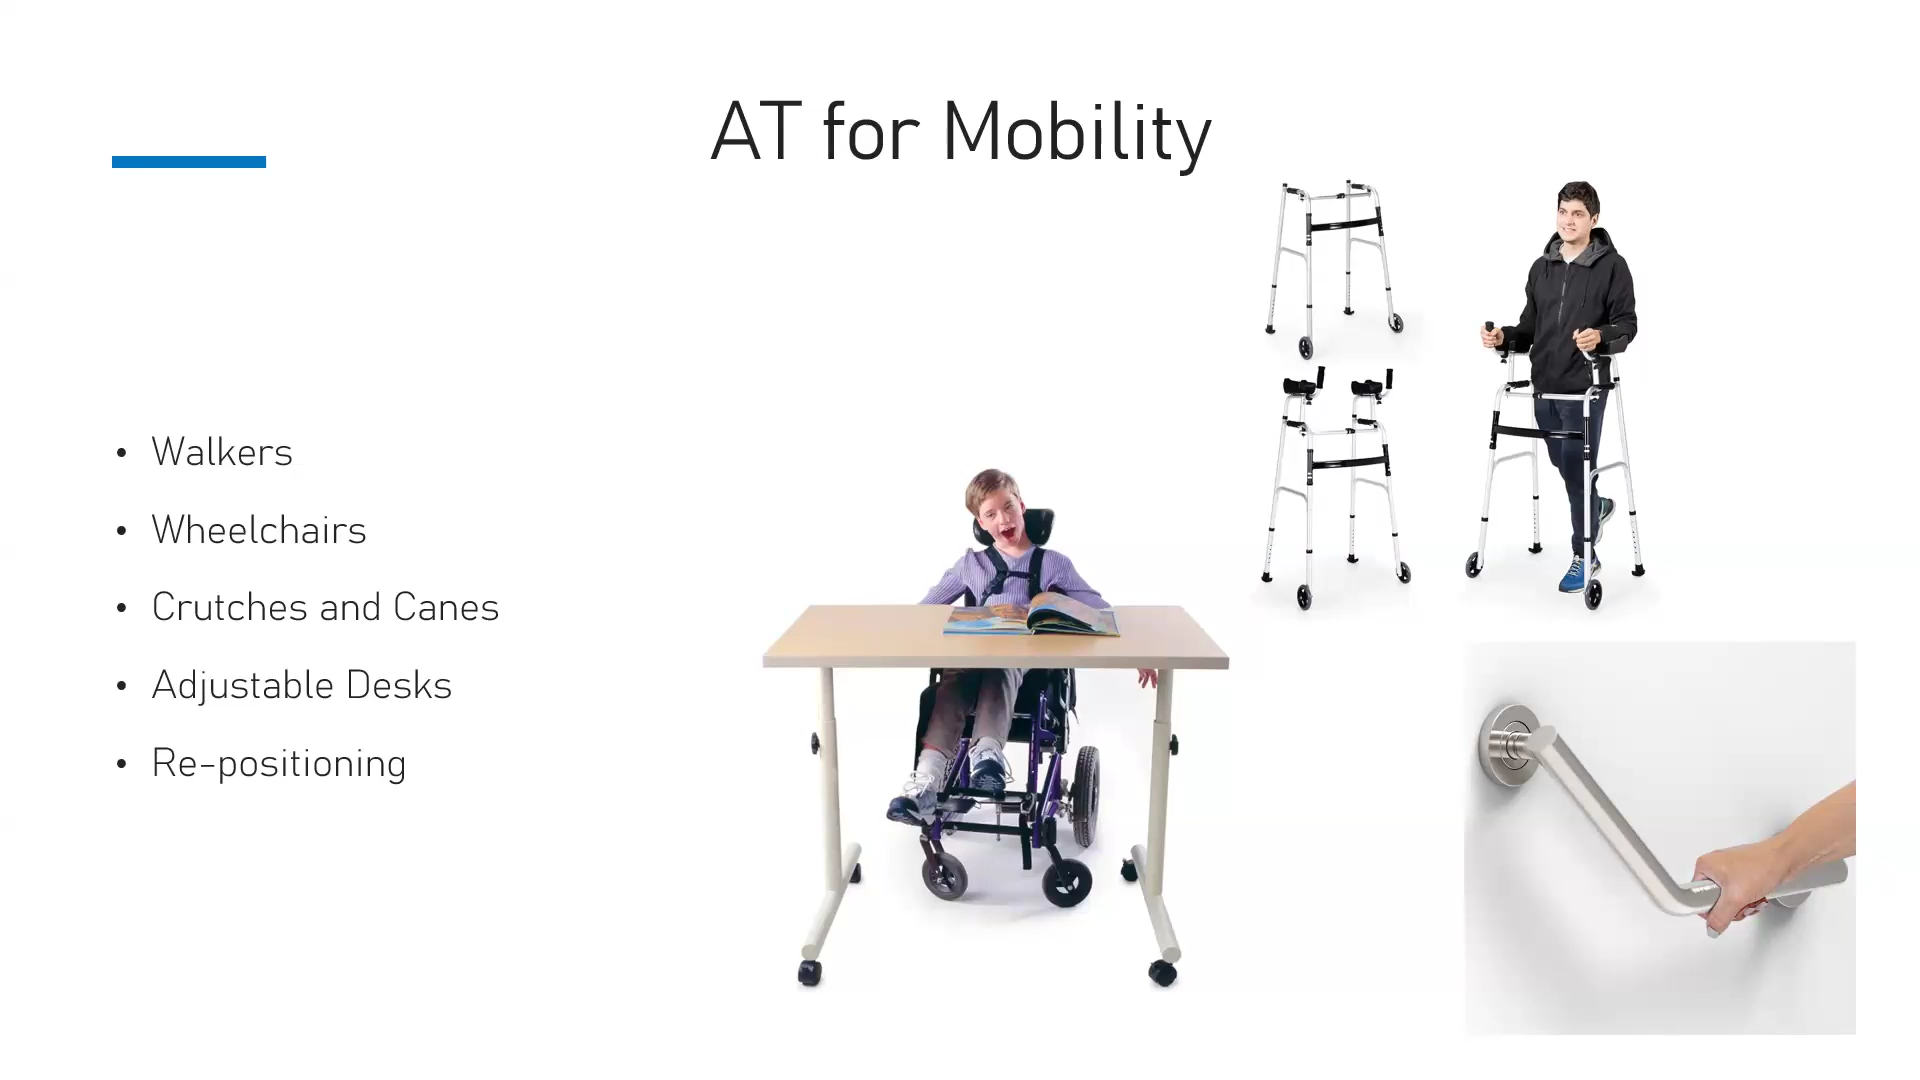 AT for Mobility
• Walkers
• Wheelchairs
• Crutches and Canes
• Adjustable Desks
• Re-positioning